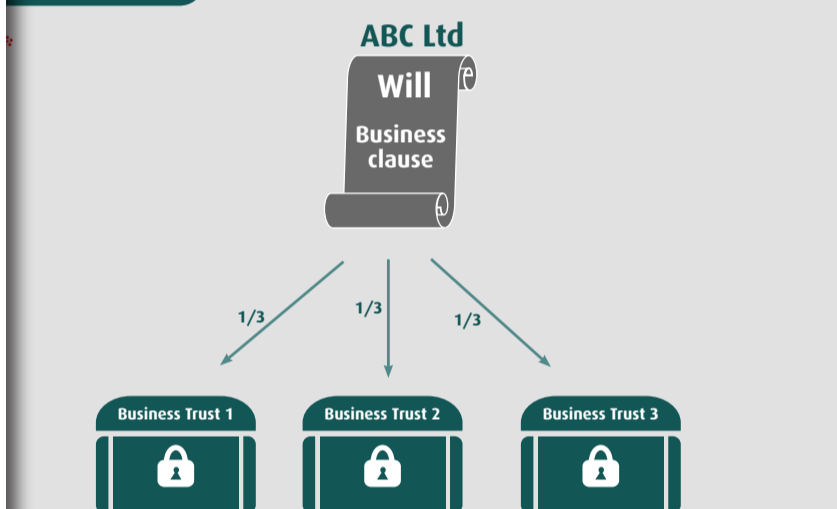 ABC Ltd
Will
Business
clause
1/3
1/3
1/3
Business Trust 1
Business Trust 2
Business Trust 3